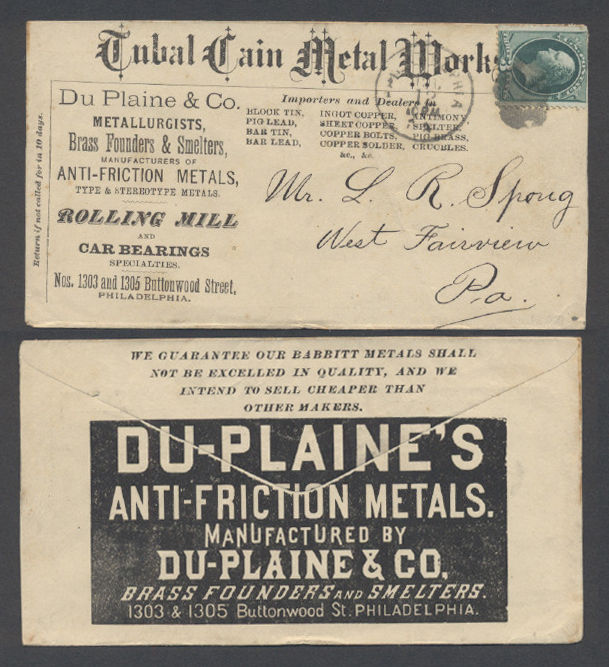 Tubal Cain Metal Works
Du Plaine & Co.
METALLURGISTS,
Brass Founders & Smelters,
MANUFACTURERS OF
ANTI-FRICTION METALS,
TYPE & STEREOTYPE METALS.
ROLLING MILL
AND
CAR BEARINGS
SPECIALTIES.
Nos. 1303 and 1305 Buttonwood Street,
PHILADELPHIA.
Return if not called for in 10 days.
Importers and Dealers in
BLOCK TIN, INGOT COPPER, ANTIMONY
PIG LEAD, SHEET COPPER, SPELTER,
BAR TIN, COPPER BOLTS, PIG BRASS,
BAR LEAD, COPPER SOLDER, CRUCBLES.
&c., &c.
Mr. L. R. Spong
West Fairview
Pa.
WE GUARANTEE OUR BABBITT METALS SHALL
NOT BE EXCELLED IN QUALITY, AND WE
INTEND TO SELL CHEAPER THAN
OTHER MAKERS.
DU-PLAINE'S
ANTI-FRICTION METALS.
MANUFACTURED BY
DU-PLAINE & CO.
BRASS FOUNDERS AND SMELTERS.
1303 & 1305 Buttonwood St. PHILADELPHIA.